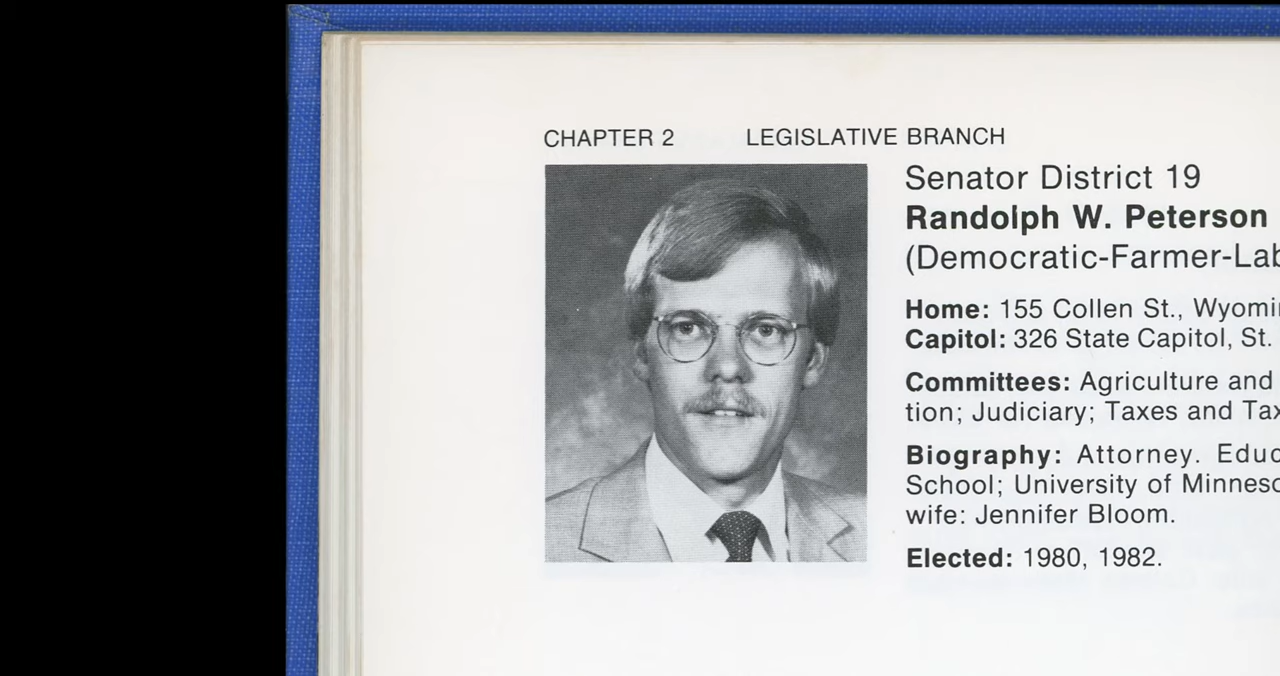 CHAPTER 2 LEGISLATIVE BRANCH
Senator District 19
Randolph W. Peterson
(Democratic-Farmer-Lab
Home: 155 Collen St., Wyomi
Capitol: 326 State Capitol, St.
Committees: Agriculture and
tion; Judiciary; Taxes and Tax
Biography: Attorney. Educ
School; University of Minneso
wife: Jennifer Bloom.
Elected: 1980, 1982.